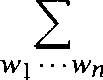 ∑
w₁ ⋯ wₙ